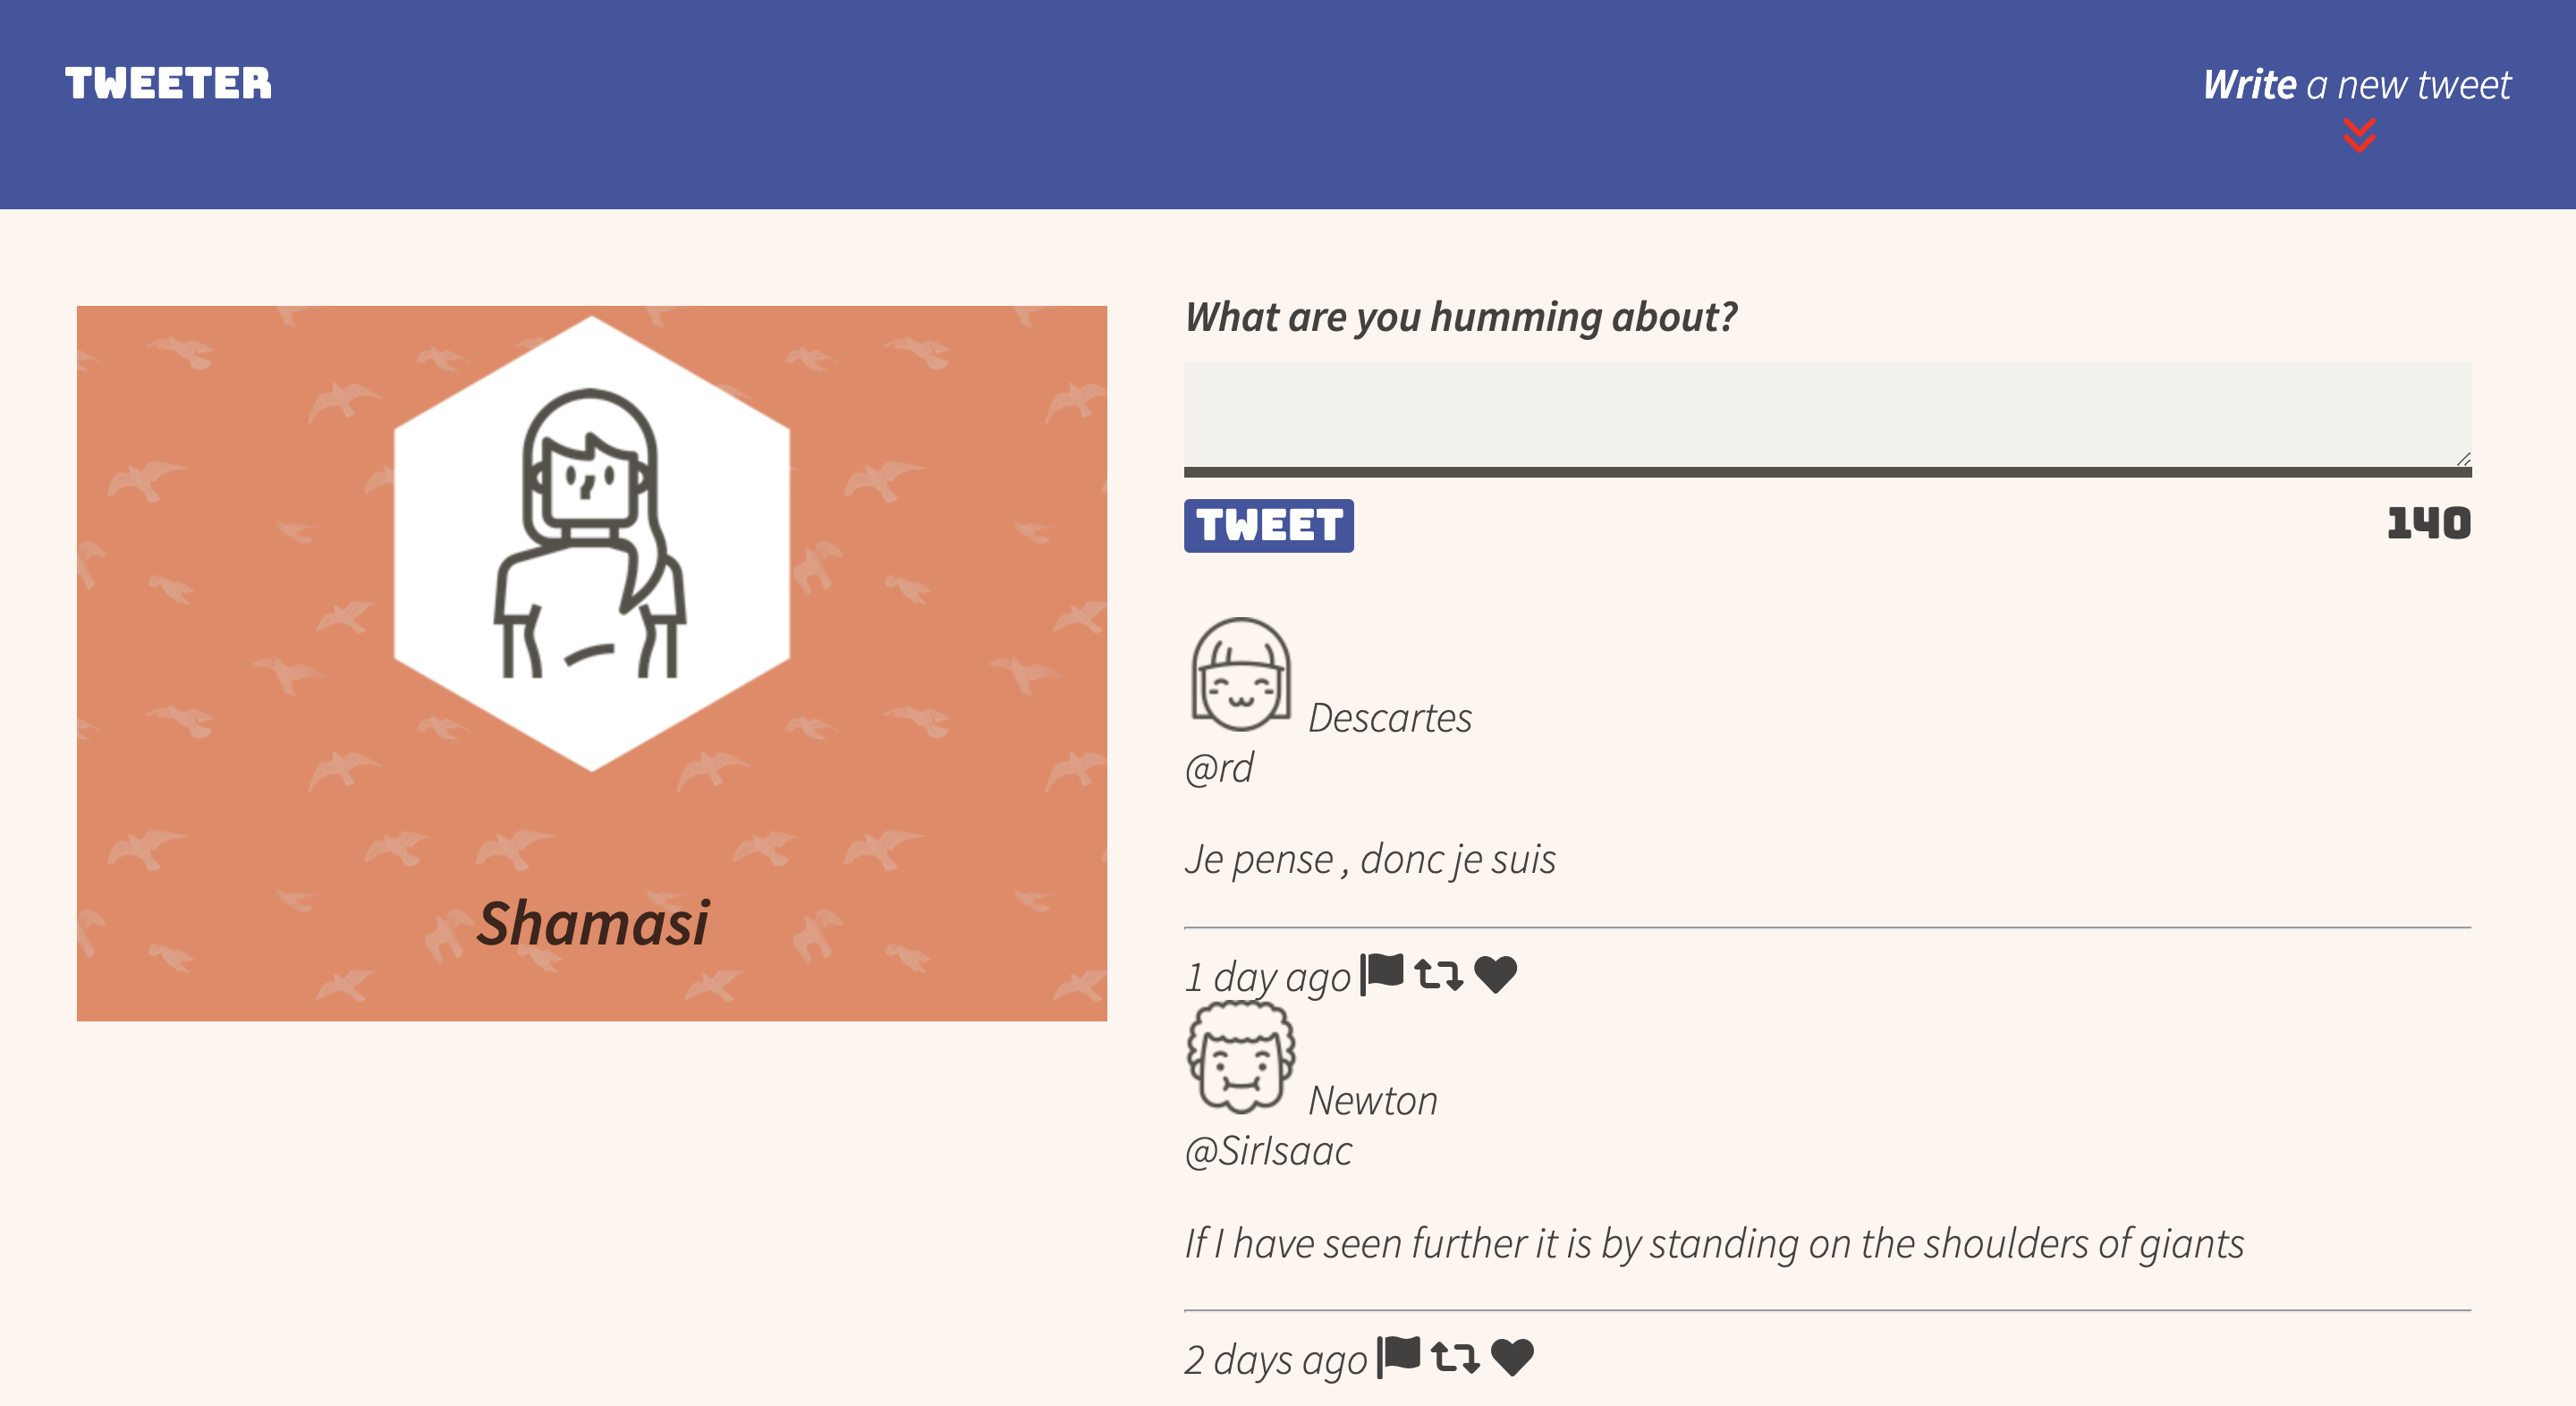 TWEETER
Write a new tweet
Shamasi
What are you humming about?
TWEET
140
Descartes
@rd
Je pense , donc je suis
1 day ago
Newton
@SirIsaac
If I have seen further it is by standing on the shoulders of giants
2 days ago